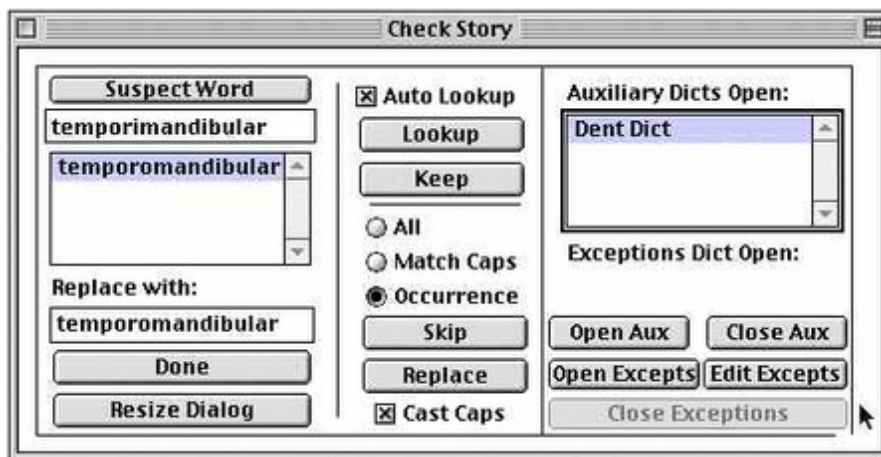 Check Story
Suspect Word
temporimandibular
temporomandibular
Replace with:
temporomandibular
Done
Resize Dialog
Auto Lookup
Lookup
Keep
All
Match Caps
Occurrence
Skip
Replace
Cast Caps
Auxiliary Dicts Open:
Dent Dict
Exceptions Dict Open:
Open Aux
Close Aux
Open Excepts
Edit Excepts
Close Exceptions